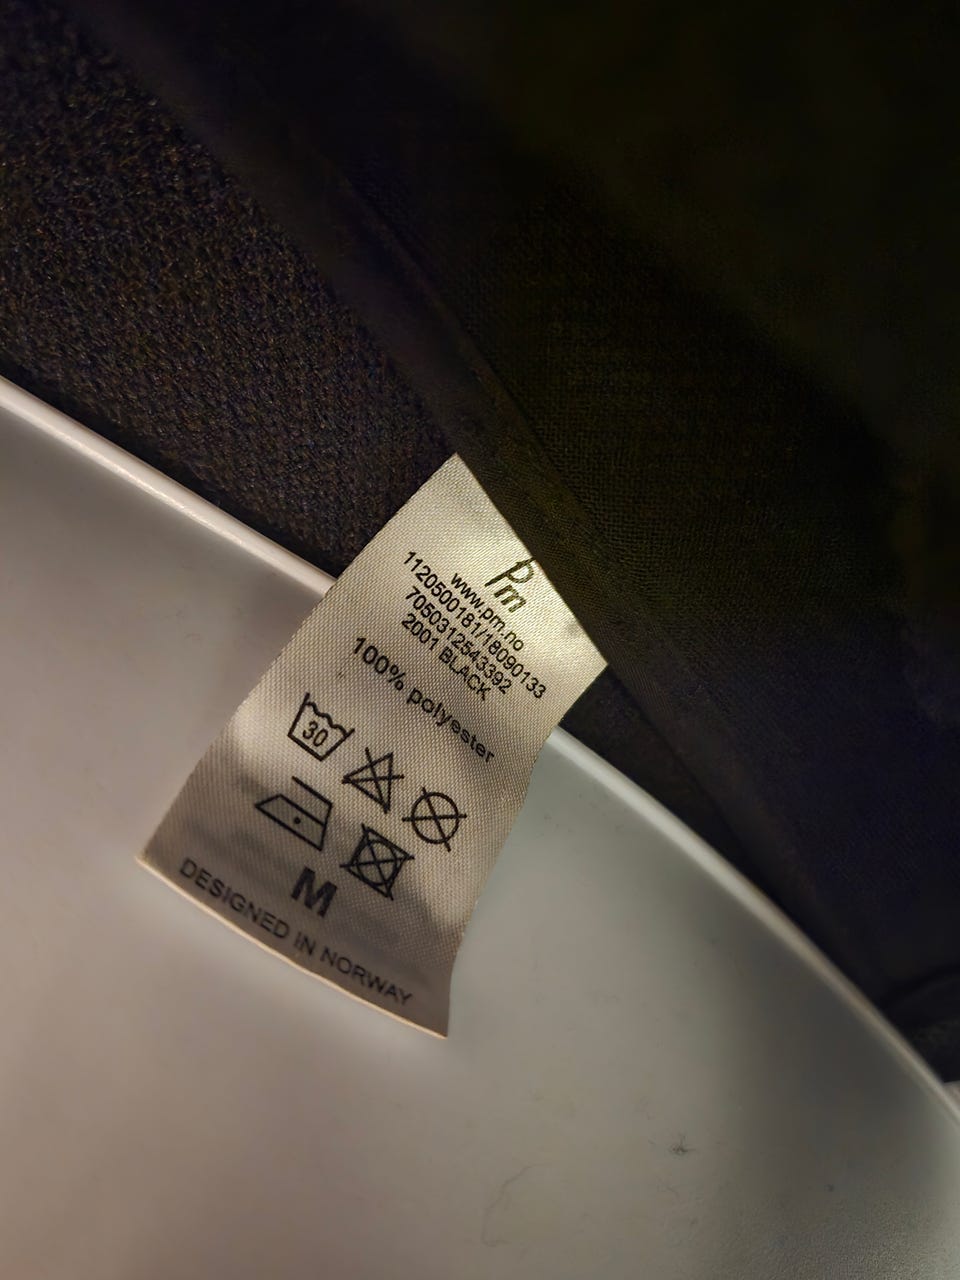 Pm
www.pm.no
1120500181/18090133
7050312543392
2001 BLACK
100% polyester
30
M
DESIGNED IN NORWAY